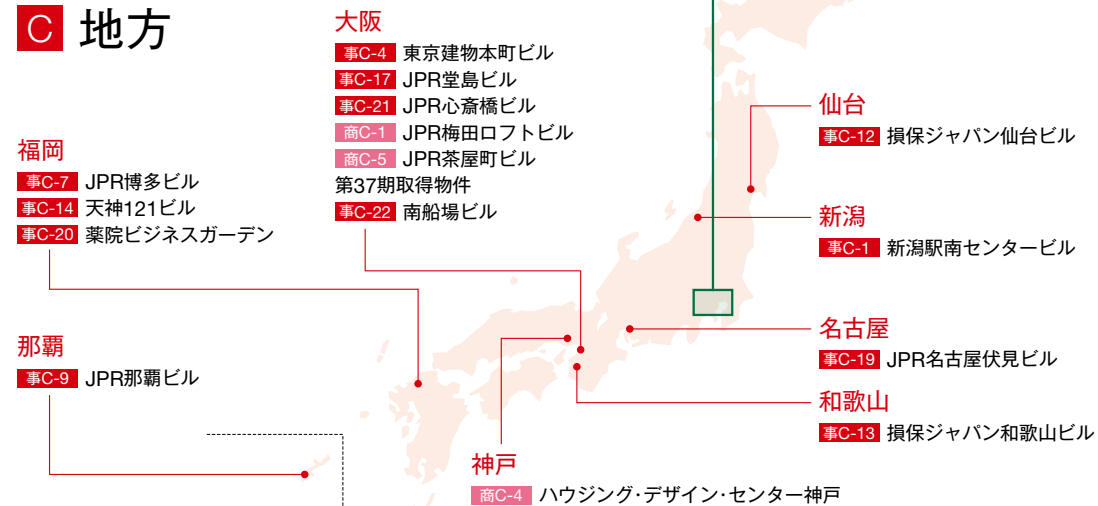 C 地方
大阪
事C-4 東京建物本町ビル
事C-17 JPR堂島ビル
事C-21 JPR心斎橋ビル
商C-1 JPR梅田ロフトビル
商C-5 JPR茶屋町ビル
第37期取得物件
事C-22 南船場ビル
福岡
事C-7 JPR博多ビル
事C-14 天神121ビル
事C-20 薬院ビジネスガーデン
那覇
事C-9 JPR那覇ビル
仙台
事C-12 損保ジャパン仙台ビル
新潟
事C-1 新潟駅南センタービル
名古屋
事C-19 JPR名古屋伏見ビル
和歌山
事C-13 損保ジャパン和歌山ビル
神戸
商C-4 ハウジング・デザイン・センター神戸